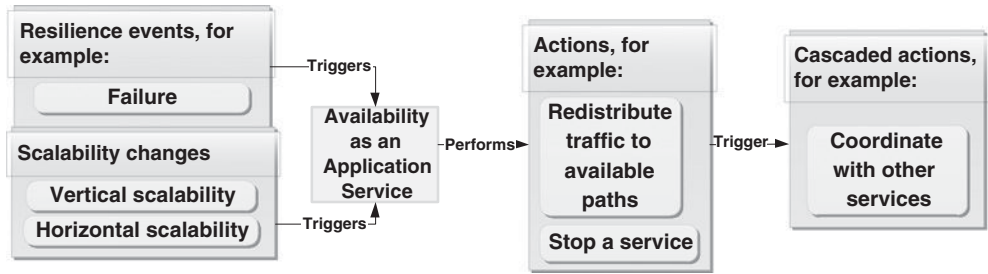 Resilience events, for
example:
Failure
Scalability changes
Vertical scalability
Horizontal scalability
Triggers
Triggers
Availability
as an
Application
Service
Performs
Actions, for
example:
Redistribute
traffic to
available
paths
Stop a service
Trigger
Cascaded actions,
for example:
Coordinate
with other
services